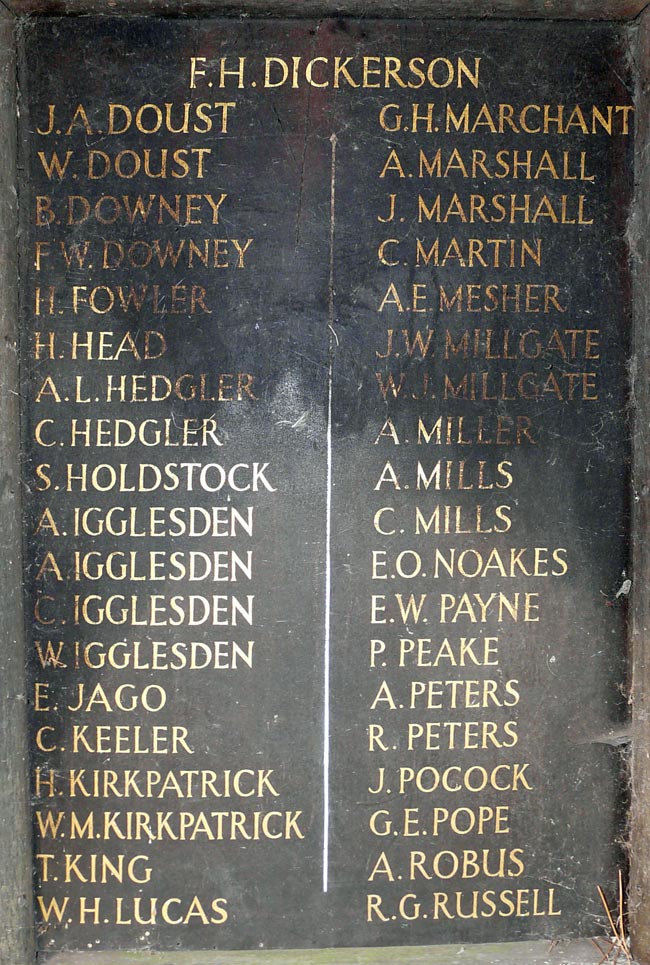 F.H.DICKERSON
J.A.DOUST
W. DOUST
B.DOWNEY
F.W.DOWNEY
H.FOWLER
H.HEAD
A.L.HEDGLER
C.HEDGLER
S.HOLDSTOCK
A.IGGLESDEN
A.IGGLESDEN
C.IGGLESDEN
W.IGGLESDEN
E. JAGO
C. KEELER
H.KIRKPATRICK
W.M.KIRKPATRICK
T.KING
W.H.LUCAS
G.H.MARCHANT
A.MARSHALL
J. MARSHALL
C. MARTIN
A.E.MESHER
J.W.MILLGATE
W.J.MILLGATE
A.MILLER
A.MILLS
C. MILLS
E.O.NOAKES
E.W.PAYNE
P. PEAKE
A.PETERS
R. PETERS
J.POCOCK
G.E.POPE
A.ROBUS
R.G.RUSSELL